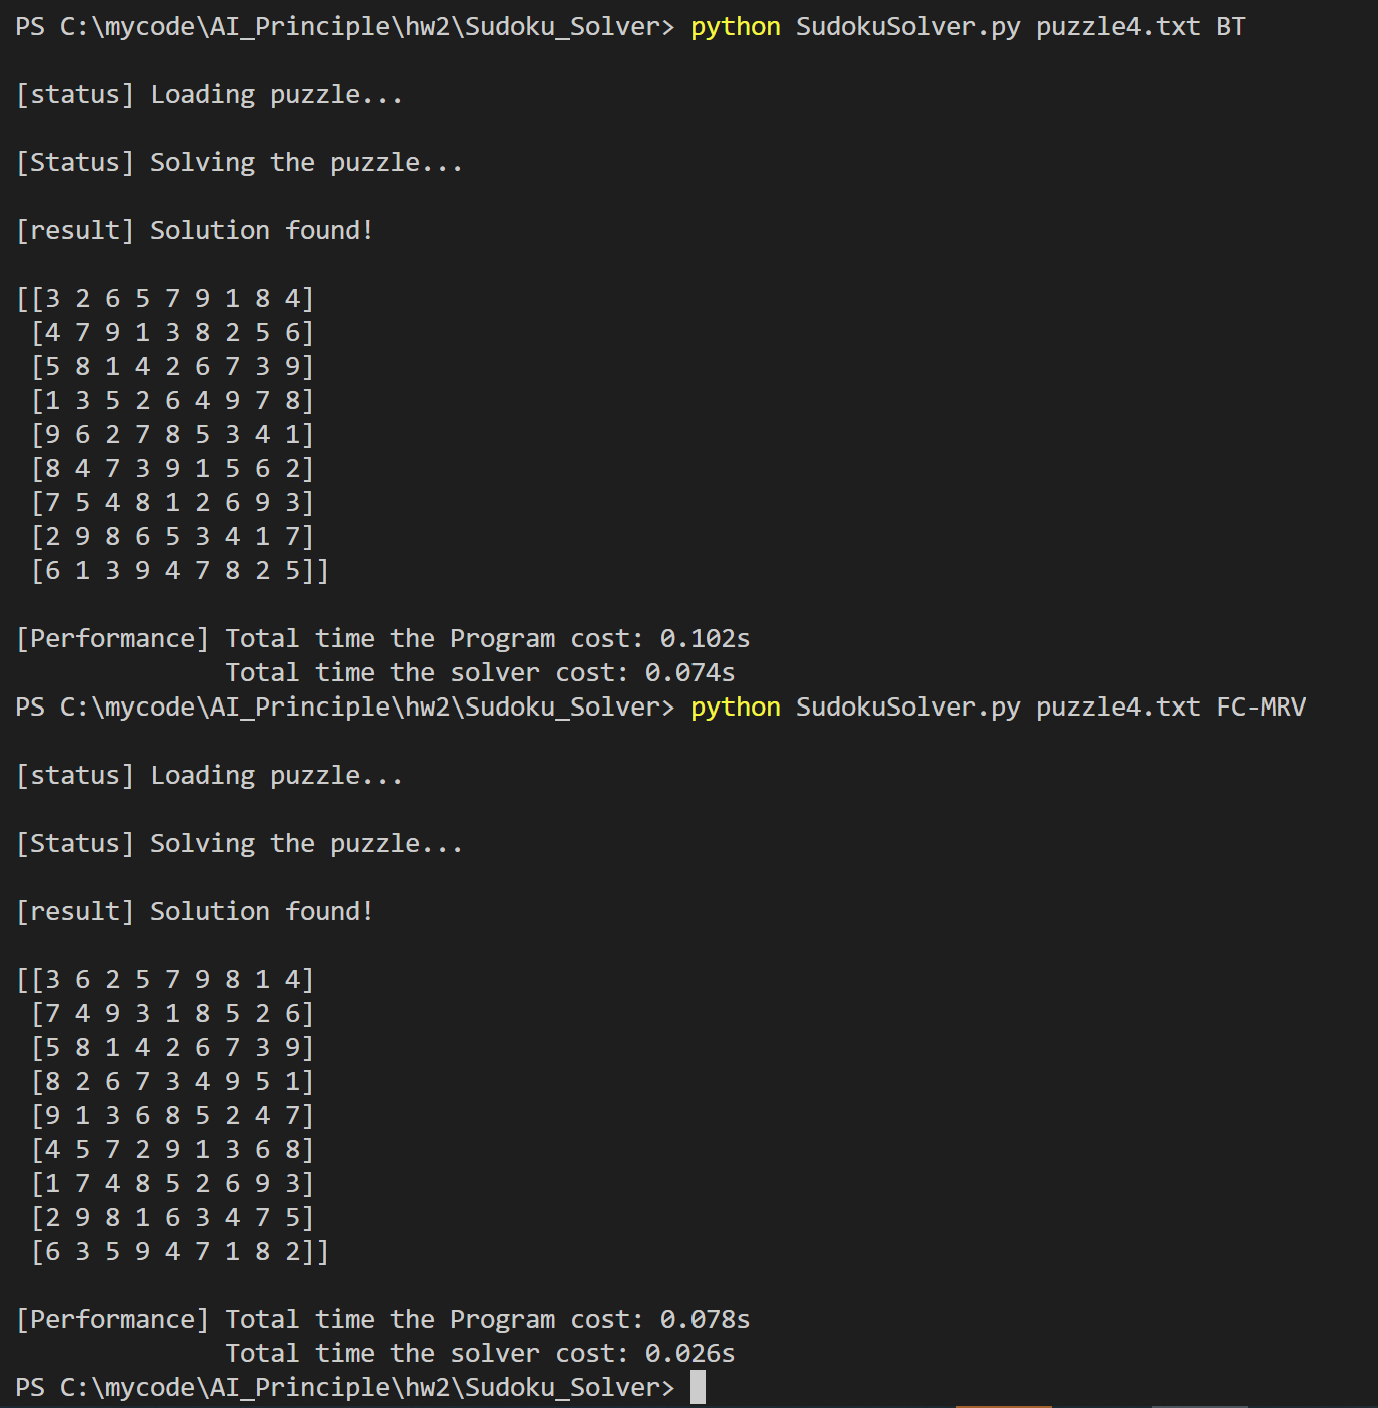 PS C:\mycode\AI_Principle\hw2\Sudoku_Solver> python SudokuSolver.py puzzle4.txt BT
[status] Loading puzzle...
[Status] Solving the puzzle...
[result] Solution found!
[[3 2 6 5 7 9 1 8 4]
 [4 7 9 1 3 8 2 5 6]
 [5 8 1 4 2 6 7 3 9]
 [1 3 5 2 6 4 9 7 8]
 [9 6 2 7 8 5 3 4 1]
 [8 4 7 3 9 1 5 6 2]
 [7 5 4 8 1 2 6 9 3]
 [2 9 8 6 5 3 4 1 7]
 [6 1 3 9 4 7 8 2 5]]
[Performance] Total time the Program cost: 0.102s
              Total time the solver cost: 0.074s
PS C:\mycode\AI_Principle\hw2\Sudoku_Solver> python SudokuSolver.py puzzle4.txt FC-MRV
[status] Loading puzzle...
[Status] Solving the puzzle...
[result] Solution found!
[[3 6 2 5 7 9 8 1 4]
 [7 4 9 3 1 8 5 2 6]
 [5 8 1 4 2 6 7 3 9]
 [8 2 6 7 3 4 9 5 1]
 [9 1 3 6 8 5 2 4 7]
 [4 5 7 2 9 1 3 6 8]
 [1 7 4 8 5 2 6 9 3]
 [2 9 8 1 6 3 4 7 5]
 [6 3 5 9 4 7 1 8 2]]
[Performance] Total time the Program cost: 0.078s
              Total time the solver cost: 0.026s
PS C:\mycode\AI_Principle\hw2\Sudoku_Solver>